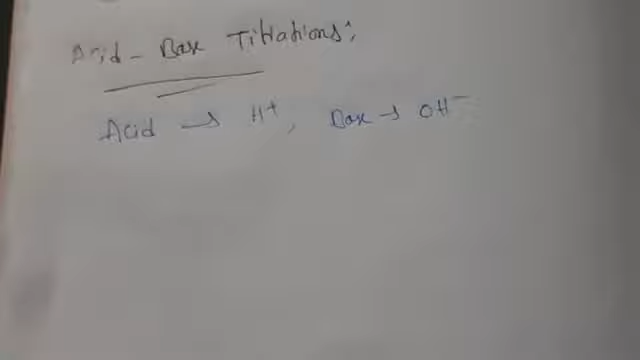 Acid - Base Titrations:
Acid → H⁺, Base → OH⁻